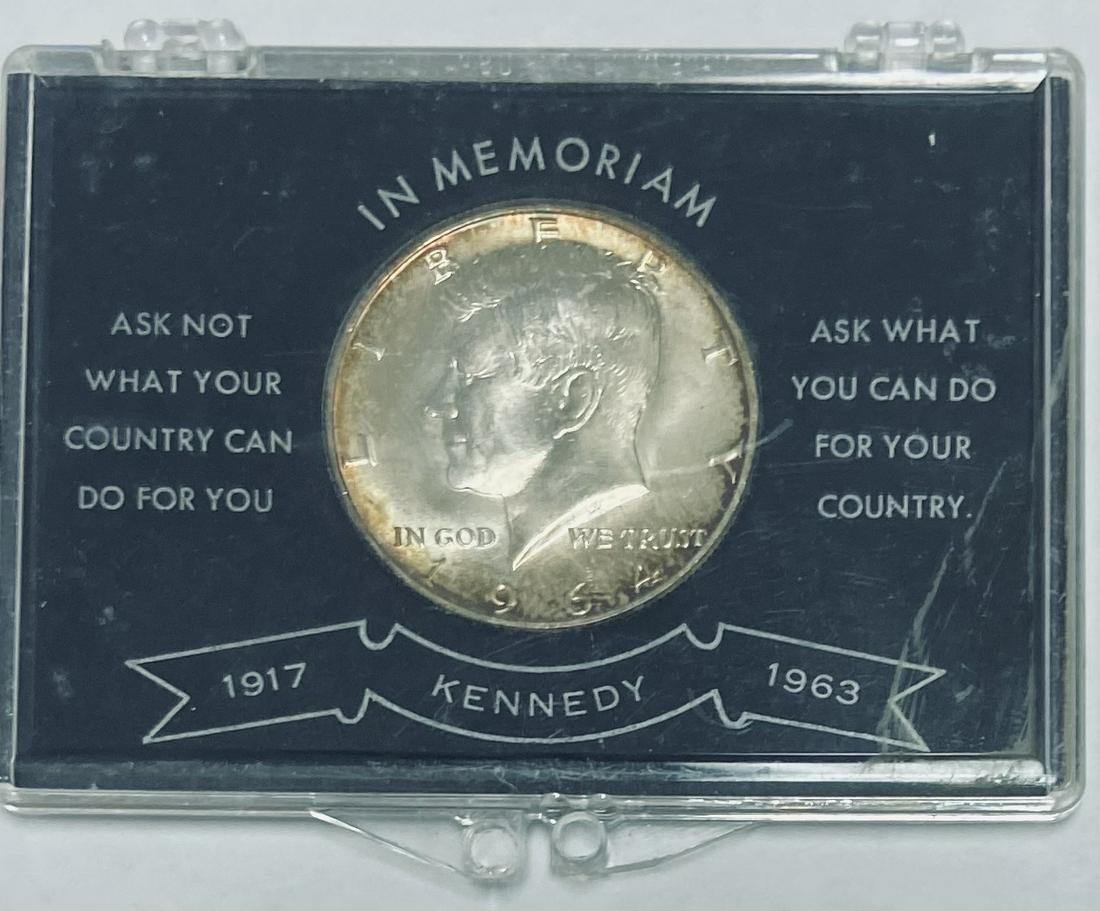 IN MEMORIAM
LIBERTY
ASK NOT
WHAT YOUR
COUNTRY CAN
DO FOR YOU
IN GOD WE TRUST
1964
ASK WHAT
YOU CAN DO
FOR YOUR
COUNTRY.
1917 KENNEDY 1963